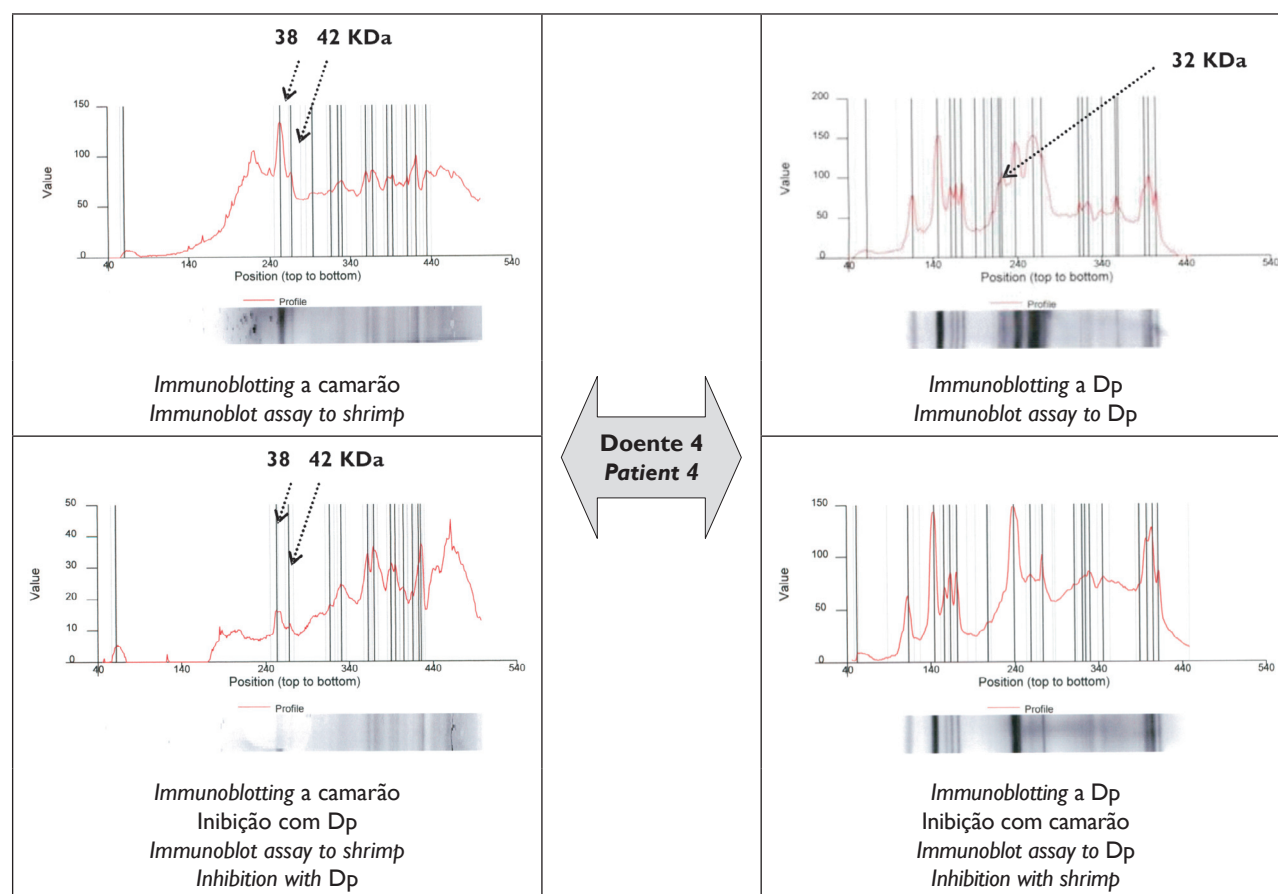 38 42 KDa
150
100
50
0
Value
40 140 240 340 440 540
Position (top to bottom)
Profile
Immunoblotting a camarão
Immunoblot assay to shrimp
32 KDa
200
150
100
50
0
Value
40 140 240 340 440 540
Position (top to bottom)
Profile
Immunoblotting a Dp
Immunoblot assay to Dp
Doente 4
Patient 4
38 42 KDa
50
40
30
20
10
0
Value
40 140 240 340 440 540
Position (top to bottom)
Profile
Immunoblotting a camarão
Inibição com Dp
Immunoblot assay to shrimp
Inhibition with Dp
150
100
50
0
Value
40 140 240 340 440 540
Position (top to bottom)
Profile
Immunoblotting a Dp
Inibição com camarão
Immunoblot assay to Dp
Inhibition with shrimp